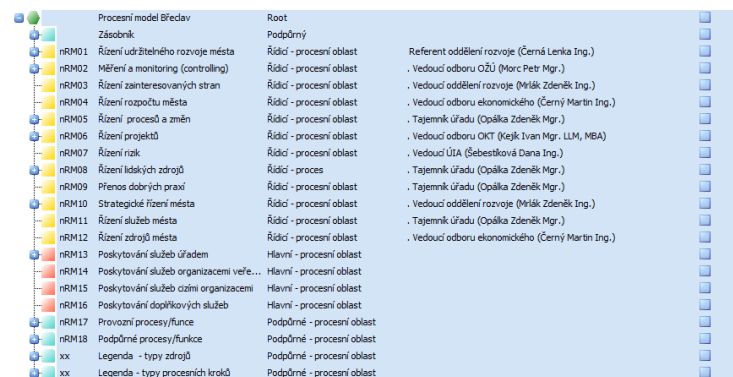 Procesní model Břeclav Root
Zásobník Podpůrný
nRM01 Řízení udržitelného rozvoje města Řídicí - procesní oblast Referent oddělení rozvoje (Černá Lenka Ing.)
nRM02 Měření a monitoring (controlling) Řídicí - procesní oblast . Vedoucí odboru OŽÚ (Morc Petr Mgr.)
nRM03 Řízení zainteresovaných stran Řídicí - procesní oblast . Vedoucí oddělení rozvoje (Mrlák Zdeněk Ing.)
nRM04 Řízení rozpočtu města Řídicí - procesní oblast . Vedoucí odboru ekonomického (Černý Martin Ing.)
nRM05 Řízení procesů a změn Řídicí - procesní oblast . Tajemník úřadu (Opálka Zdeněk Mgr.)
nRM06 Řízení projektů Řídicí - procesní oblast . Vedoucí odboru OKT (Kejík Ivan Mgr. LLM, MBA)
nRM07 Řízení rizik Řídicí - procesní oblast . Vedoucí ÚIA (Šebestíková Dana Ing.)
nRM08 Řízení lidských zdrojů Řídicí - proces . Tajemník úřadu (Opálka Zdeněk Mgr.)
nRM09 Přenos dobrých praxí Řídicí - procesní oblast . Tajemník úřadu (Opálka Zdeněk Mgr.)
nRM10 Strategické řízení města Řídicí - procesní oblast . Vedoucí oddělení rozvoje (Mrlák Zdeněk Ing.)
nRM11 Řízení služeb města Řídicí - procesní oblast . Tajemník úřadu (Opálka Zdeněk Mgr.)
nRM12 Řízení zdrojů města Řídicí - procesní oblast . Vedoucí odboru ekonomického (Černý Martin Ing.)
nRM13 Poskytování služeb úřadem Hlavní - procesní oblast
nRM14 Poskytování služeb organizacemi veře... Hlavní - procesní oblast
nRM15 Poskytování služeb cizími organizacemi Hlavní - procesní oblast
nRM16 Poskytování doplňkových služeb Hlavní - procesní oblast
nRM17 Provozní procesy/funce Podpůrné - procesní oblast
nRM18 Podpůrné procesy/funkce Podpůrné - procesní oblast
xx Legenda - typy zdrojů Podpůrné - procesní oblast
xx Legenda - typy procesních kroků Podpůrné - procesní oblast